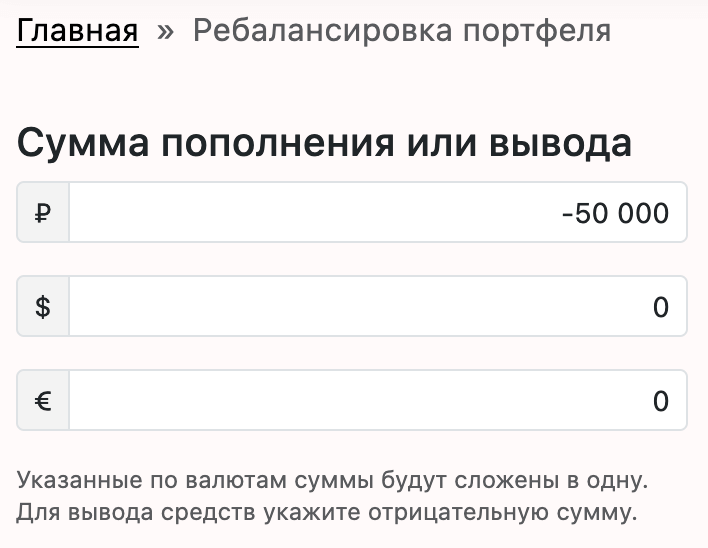 Главная » Ребалансировка портфеля
Сумма пополнения или вывода
₽ -50 000
$ 0
€ 0
Указанные по валютам суммы будут сложены в одну.
Для вывода средств укажите отрицательную сумму.